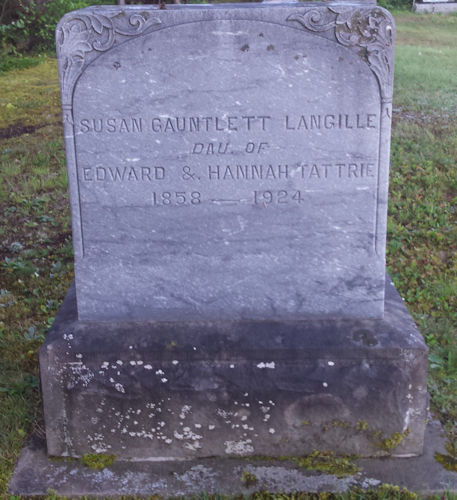 SUSAN GAUNTLETT LANGILLE
DAU. OF
EDWARD & HANNAH TATTRIE
1858 — 1924